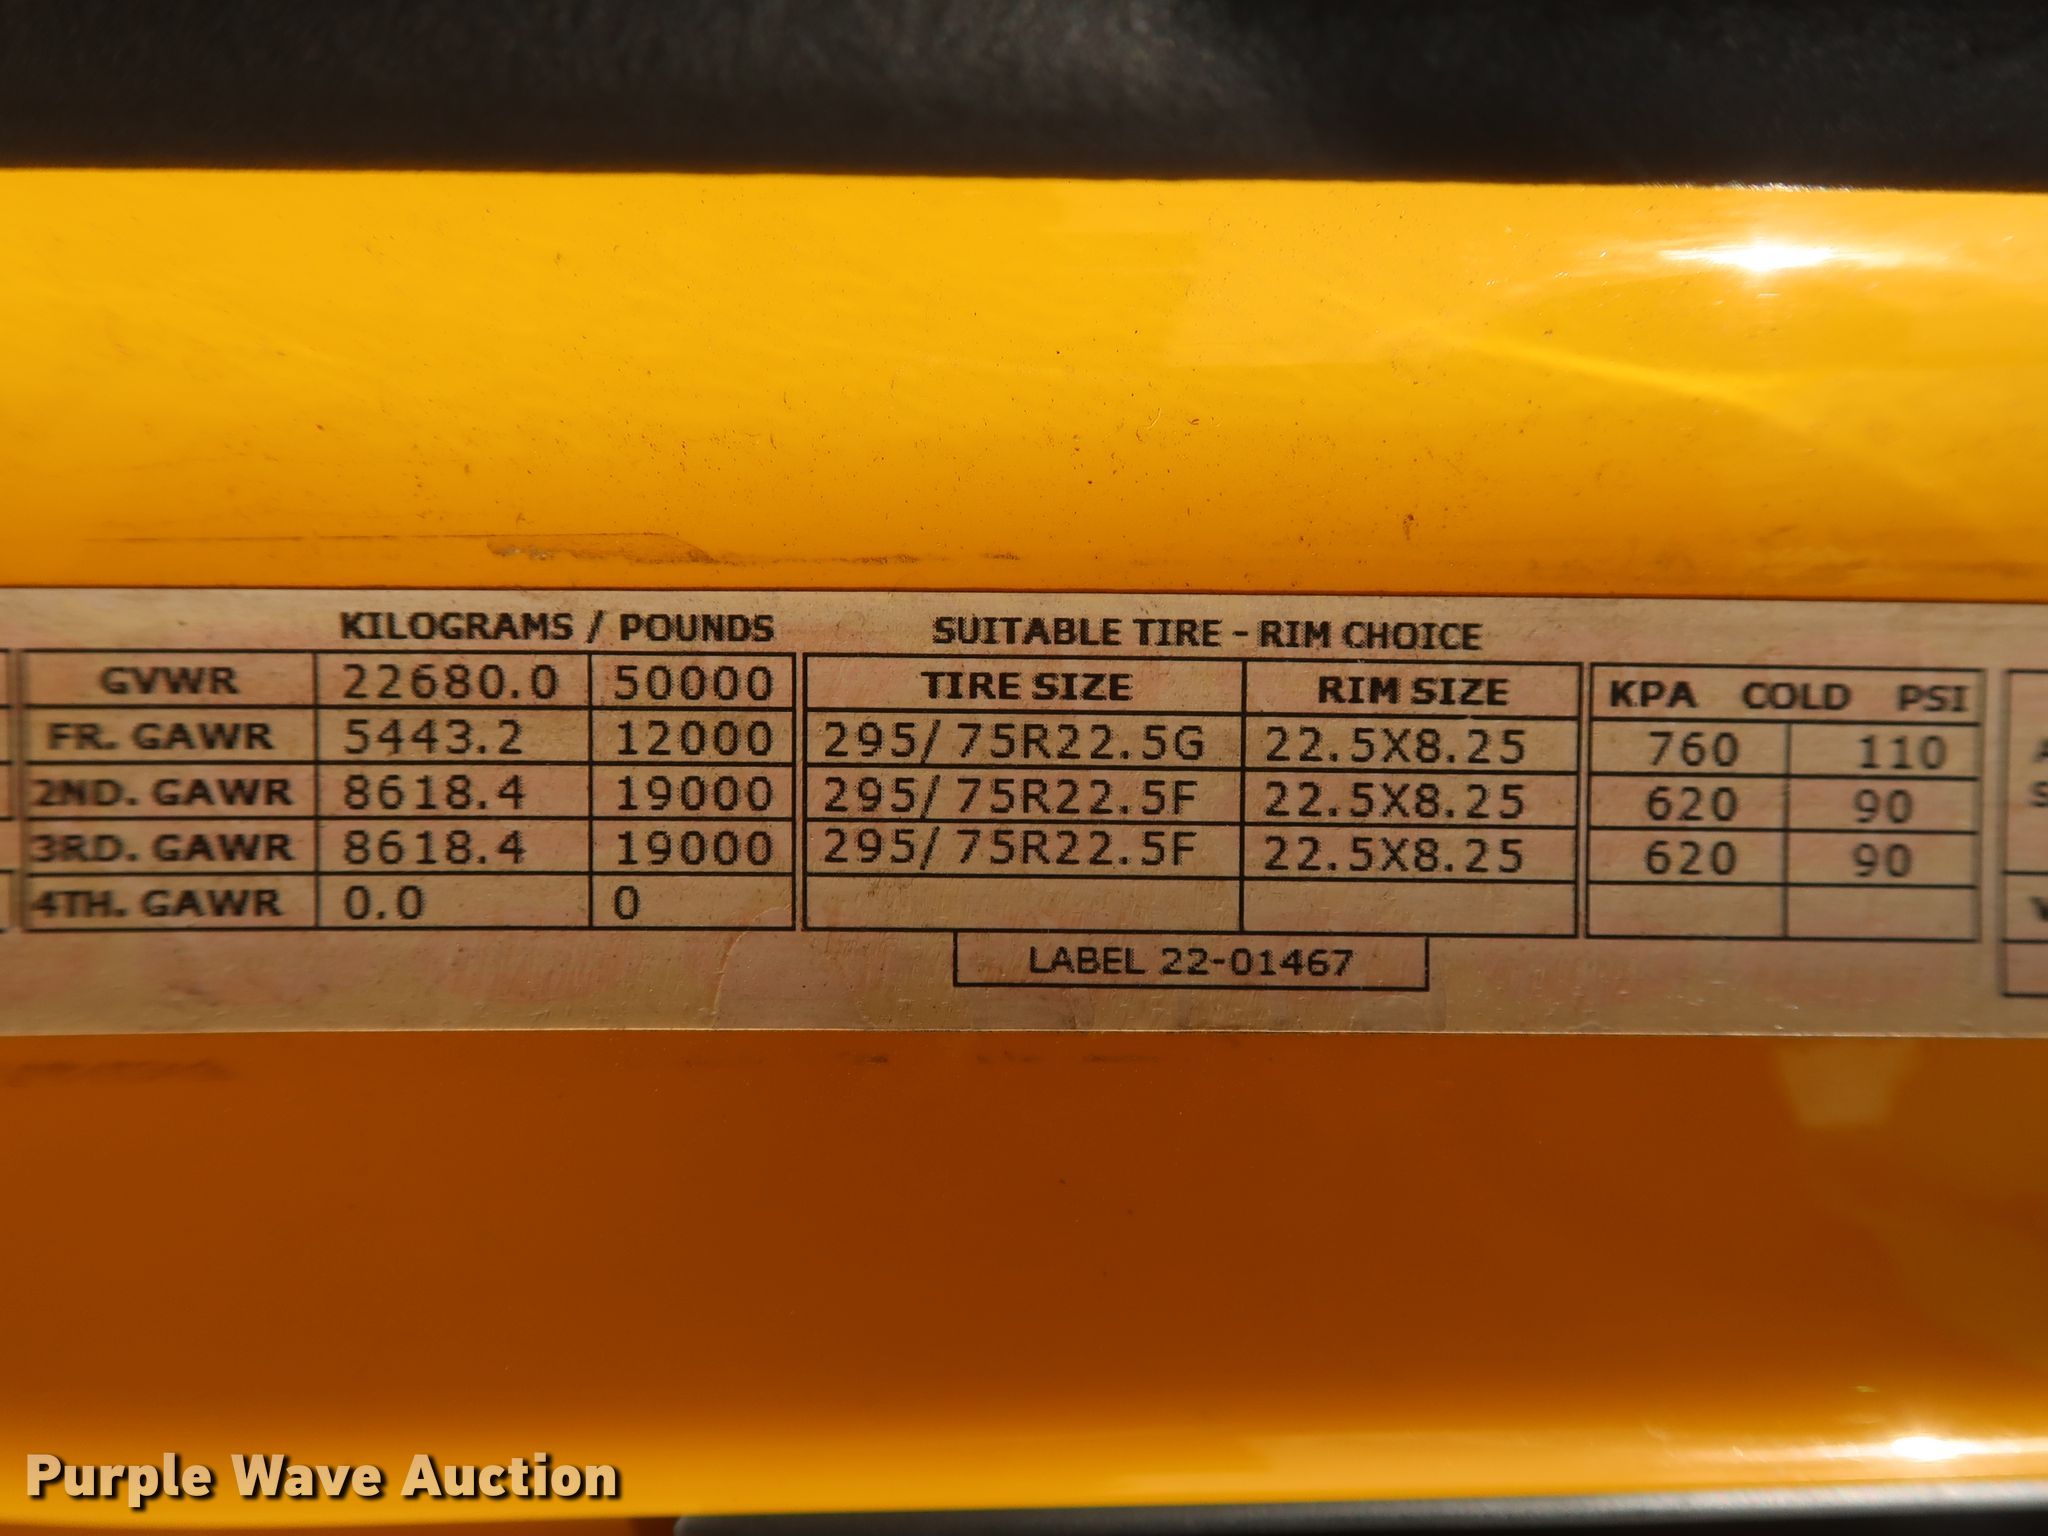 KILOGRAMS / POUNDS SUITABLE TIRE - RIM CHOICE
GVWR 22680.0 50000 TIRE SIZE RIM SIZE KPA COLD PSI
FR. GAWR 5443.2 12000 295/ 75R22.5G 22.5X8.25 760 110
2ND. GAWR 8618.4 19000 295/ 75R22.5F 22.5X8.25 620 90
3RD. GAWR 8618.4 19000 295/ 75R22.5F 22.5X8.25 620 90
4TH. GAWR 0.0 0
LABEL 22-01467
Purple Wave Auction